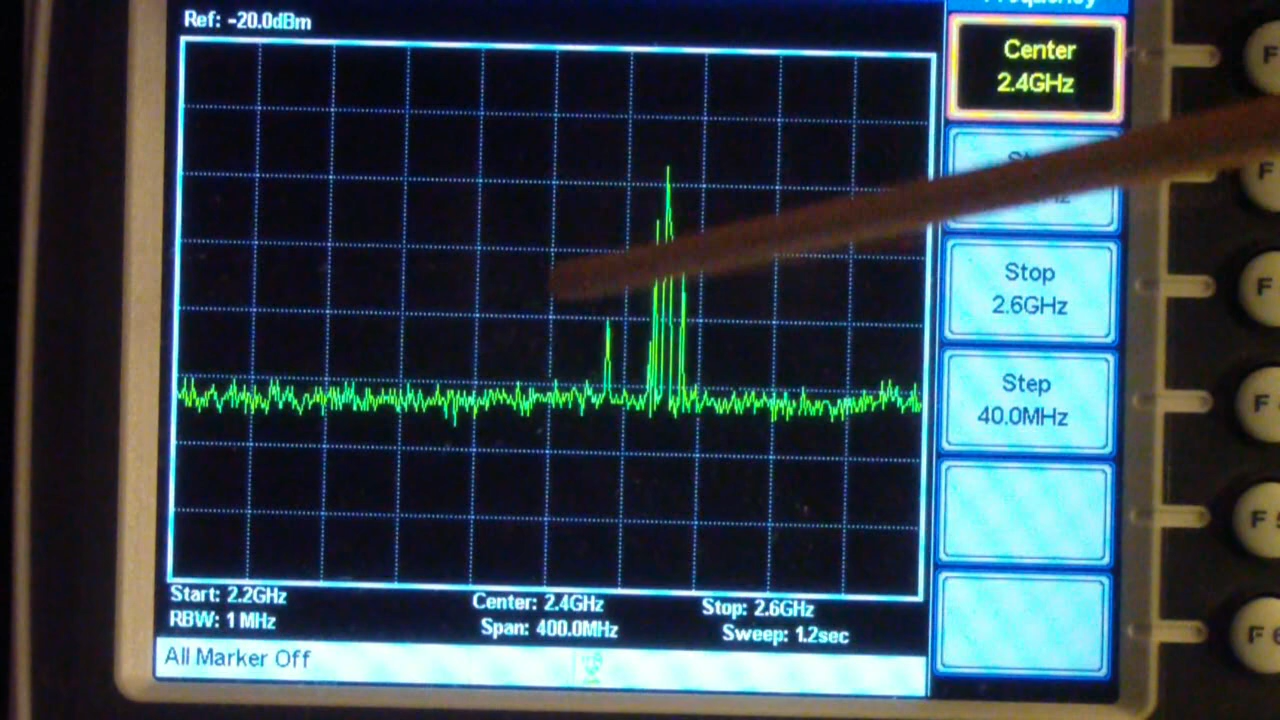 Ref: -20.0dBm
Frequency
Center
2.4GHz
Stop
2.6GHz
Step
40.0MHz
Start: 2.2GHz
Center: 2.4GHz
Stop: 2.6GHz
RBW: 1 MHz
Span: 400.0MHz
Sweep: 1.2sec
All Marker Off
F
F
F
F
F
F